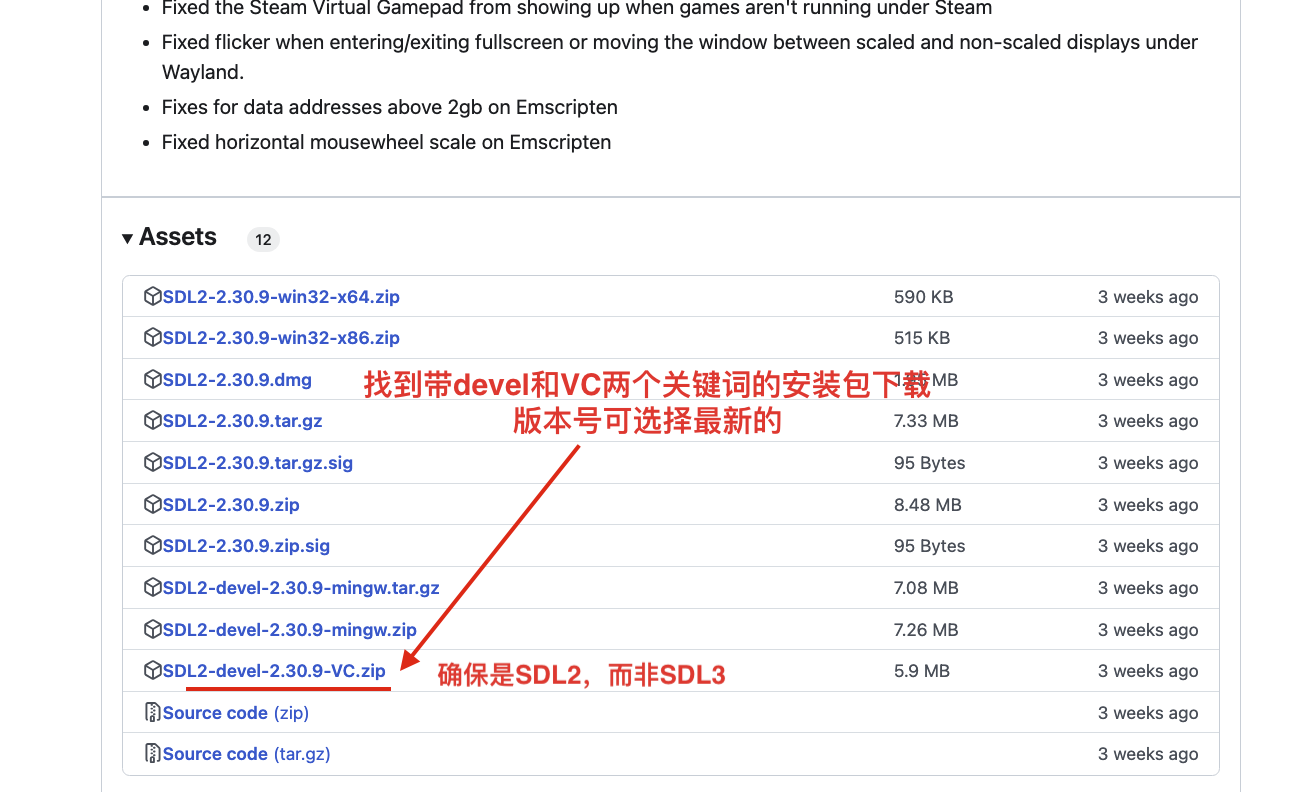 Fixed the Steam Virtual Gamepad from showing up when games aren't running under Steam
Fixed flicker when entering/exiting fullscreen or moving the window between scaled and non-scaled displays under
Wayland.
Fixes for data addresses above 2gb on Emscripten
Fixed horizontal mousewheel scale on Emscripten
Assets 12
SDL2-2.30.9-win32-x64.zip 590 KB 3 weeks ago
SDL2-2.30.9-win32-x86.zip 515 KB 3 weeks ago
SDL2-2.30.9.dmg MB 3 weeks ago
找到带devel和VC两个关键词的安装包下载
SDL2-2.30.9.tar.gz 7.33 MB 3 weeks ago
版本号可选择最新的
SDL2-2.30.9.tar.gz.sig 95 Bytes 3 weeks ago
SDL2-2.30.9.zip 8.48 MB 3 weeks ago
SDL2-2.30.9.zip.sig 95 Bytes 3 weeks ago
SDL2-devel-2.30.9-mingw.tar.gz 7.08 MB 3 weeks ago
SDL2-devel-2.30.9-mingw.zip 7.26 MB 3 weeks ago
SDL2-devel-2.30.9-VC.zip 5.9 MB 3 weeks ago
确保是SDL2，而非SDL3
Source code (zip) 3 weeks ago
Source code (tar.gz) 3 weeks ago